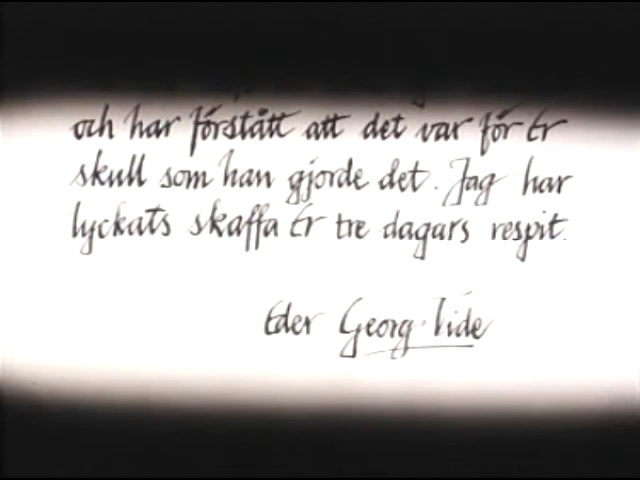 och har förstått att det var för Er
skull som han gjorde det. Jag har
lyckats skaffa Er tre dagars respit.
Eder Georg Vide